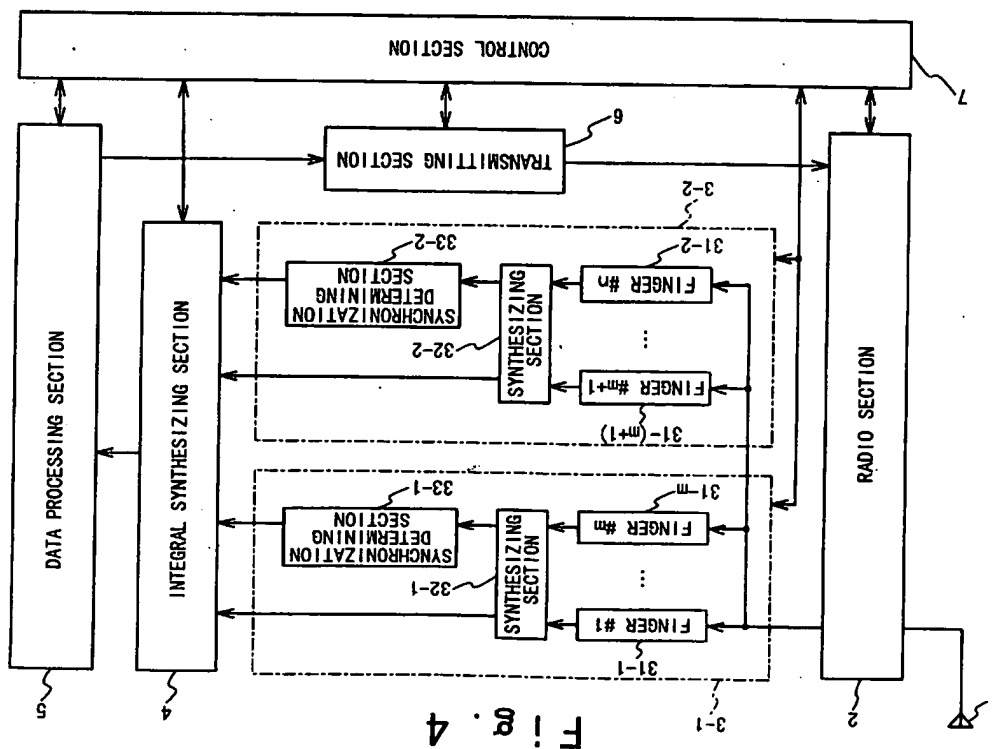 CONTROL SECTION
7
6
TRANSMITTING SECTION
3-2
31-2
FINGER #n
33-2
SYNCHRONIZATION
DETERMINING
SECTION
SYNTHESIZING
SECTION
32-2
...
FINGER #m+1
31-(m+1)
31-m
FINGER #m
33-1
SYNCHRONIZATION
DETERMINING
SECTION
SYNTHESIZING
SECTION
32-1
...
FINGER #1
31-1
3-1
RADIO SECTION
2
INTEGRAL SYNTHESIZING SECTION
4
DATA PROCESSING SECTION
5
Fig. 4